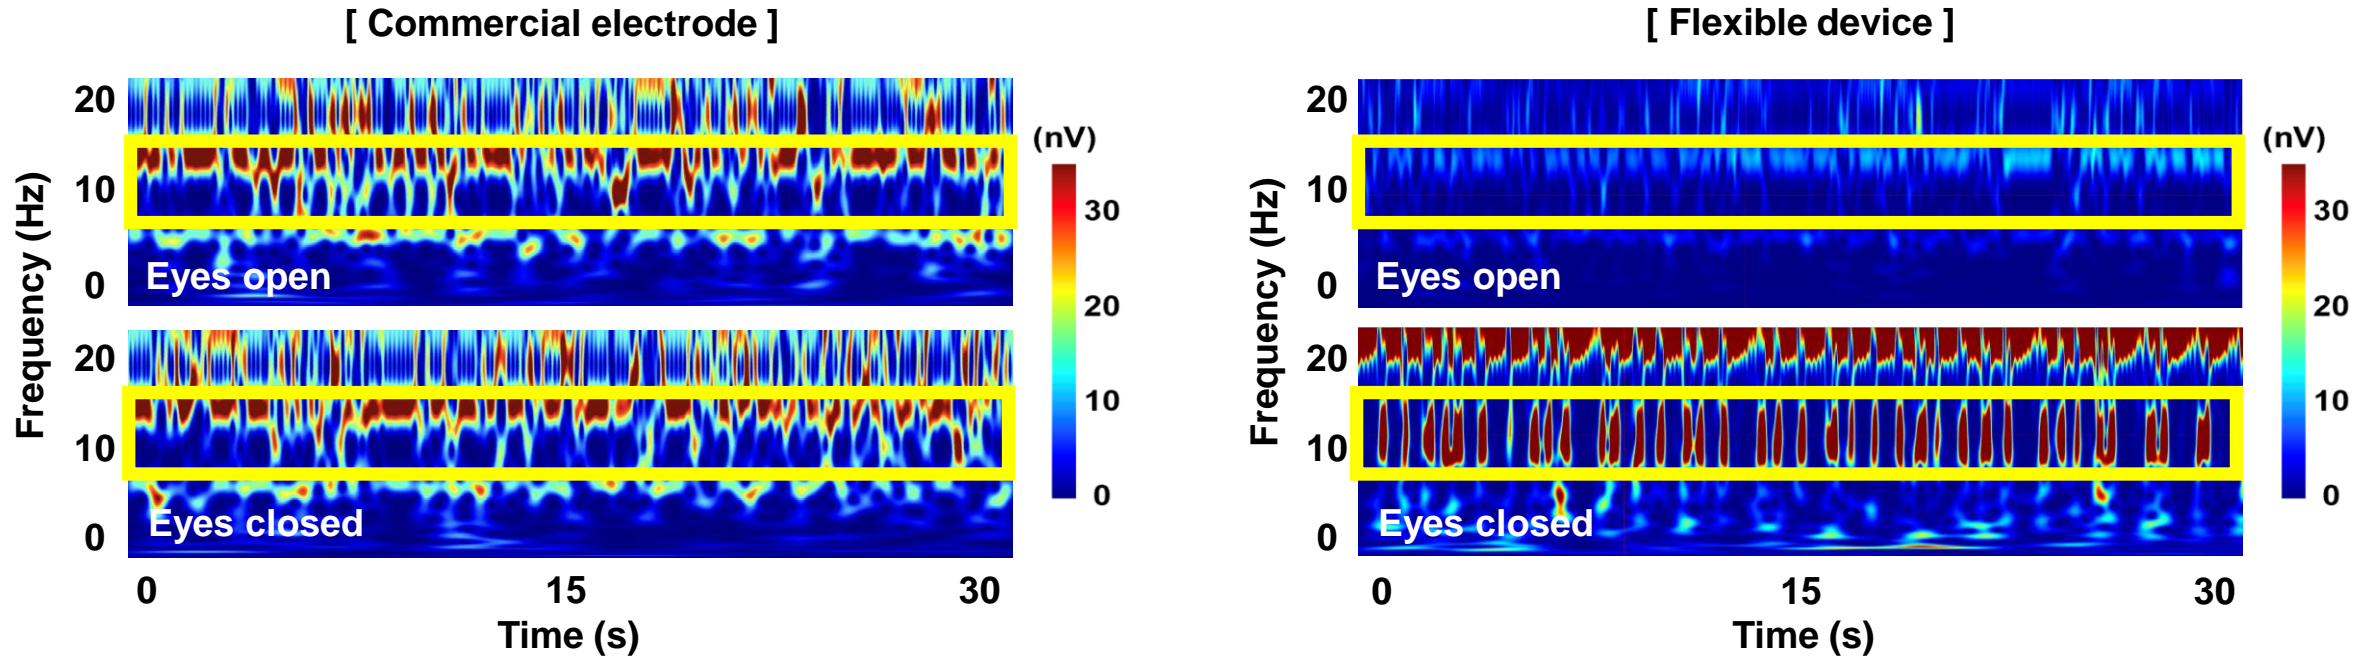 [ Commercial electrode ]
[ Flexible device ]
Frequency (Hz)
20
10
0
Eyes open
20
10
0
Eyes closed
0
15
30
Time (s)
(nV)
30
20
10
0
Frequency (Hz)
20
10
0
Eyes open
20
10
0
Eyes closed
0
15
30
Time (s)
(nV)
30
20
10
0